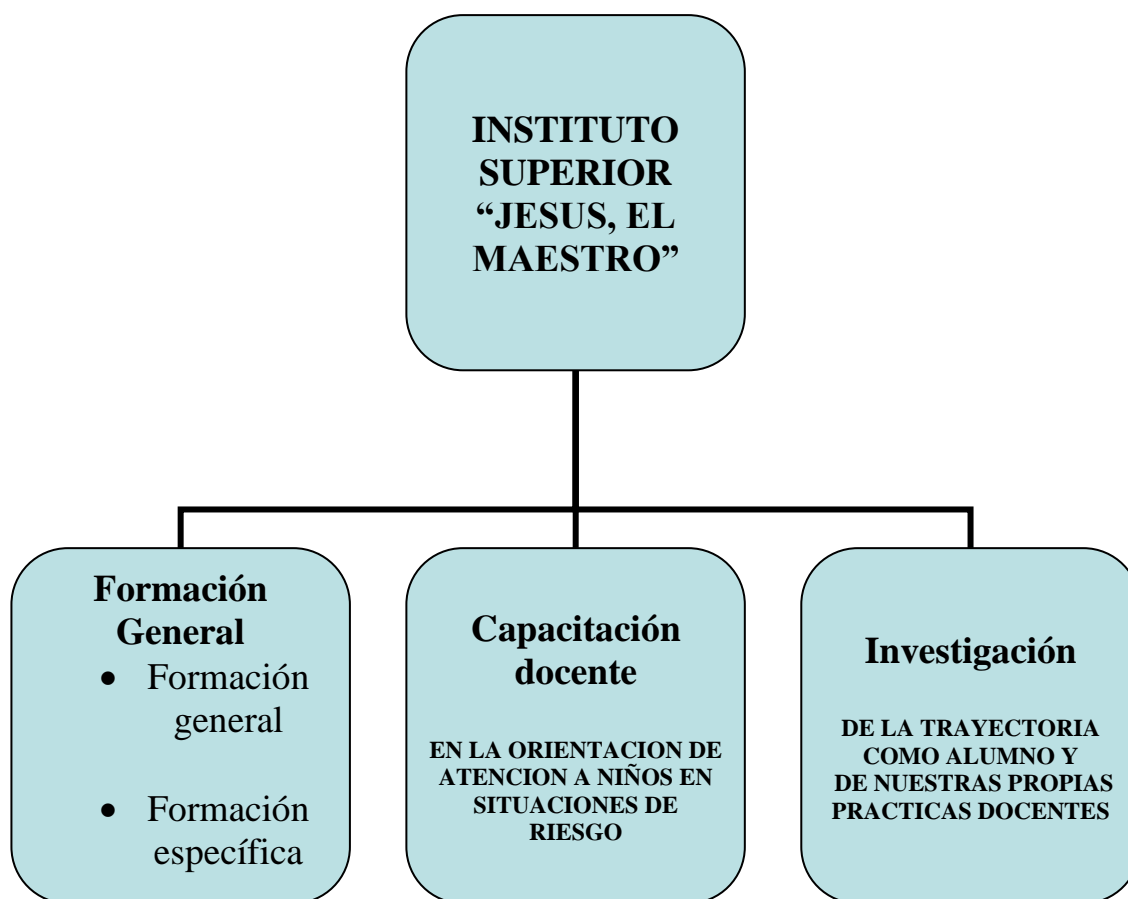 INSTITUTO
SUPERIOR
“JESUS, EL
MAESTRO”
Formación
General
• Formación
general
• Formación
específica
Capacitación
docente
EN LA ORIENTACION DE
ATENCION A NIÑOS EN
SITUACIONES DE
RIESGO
Investigación
DE LA TRAYECTORIA
COMO ALUMNO Y
DE NUESTRAS PROPIAS
PRACTICAS DOCENTES